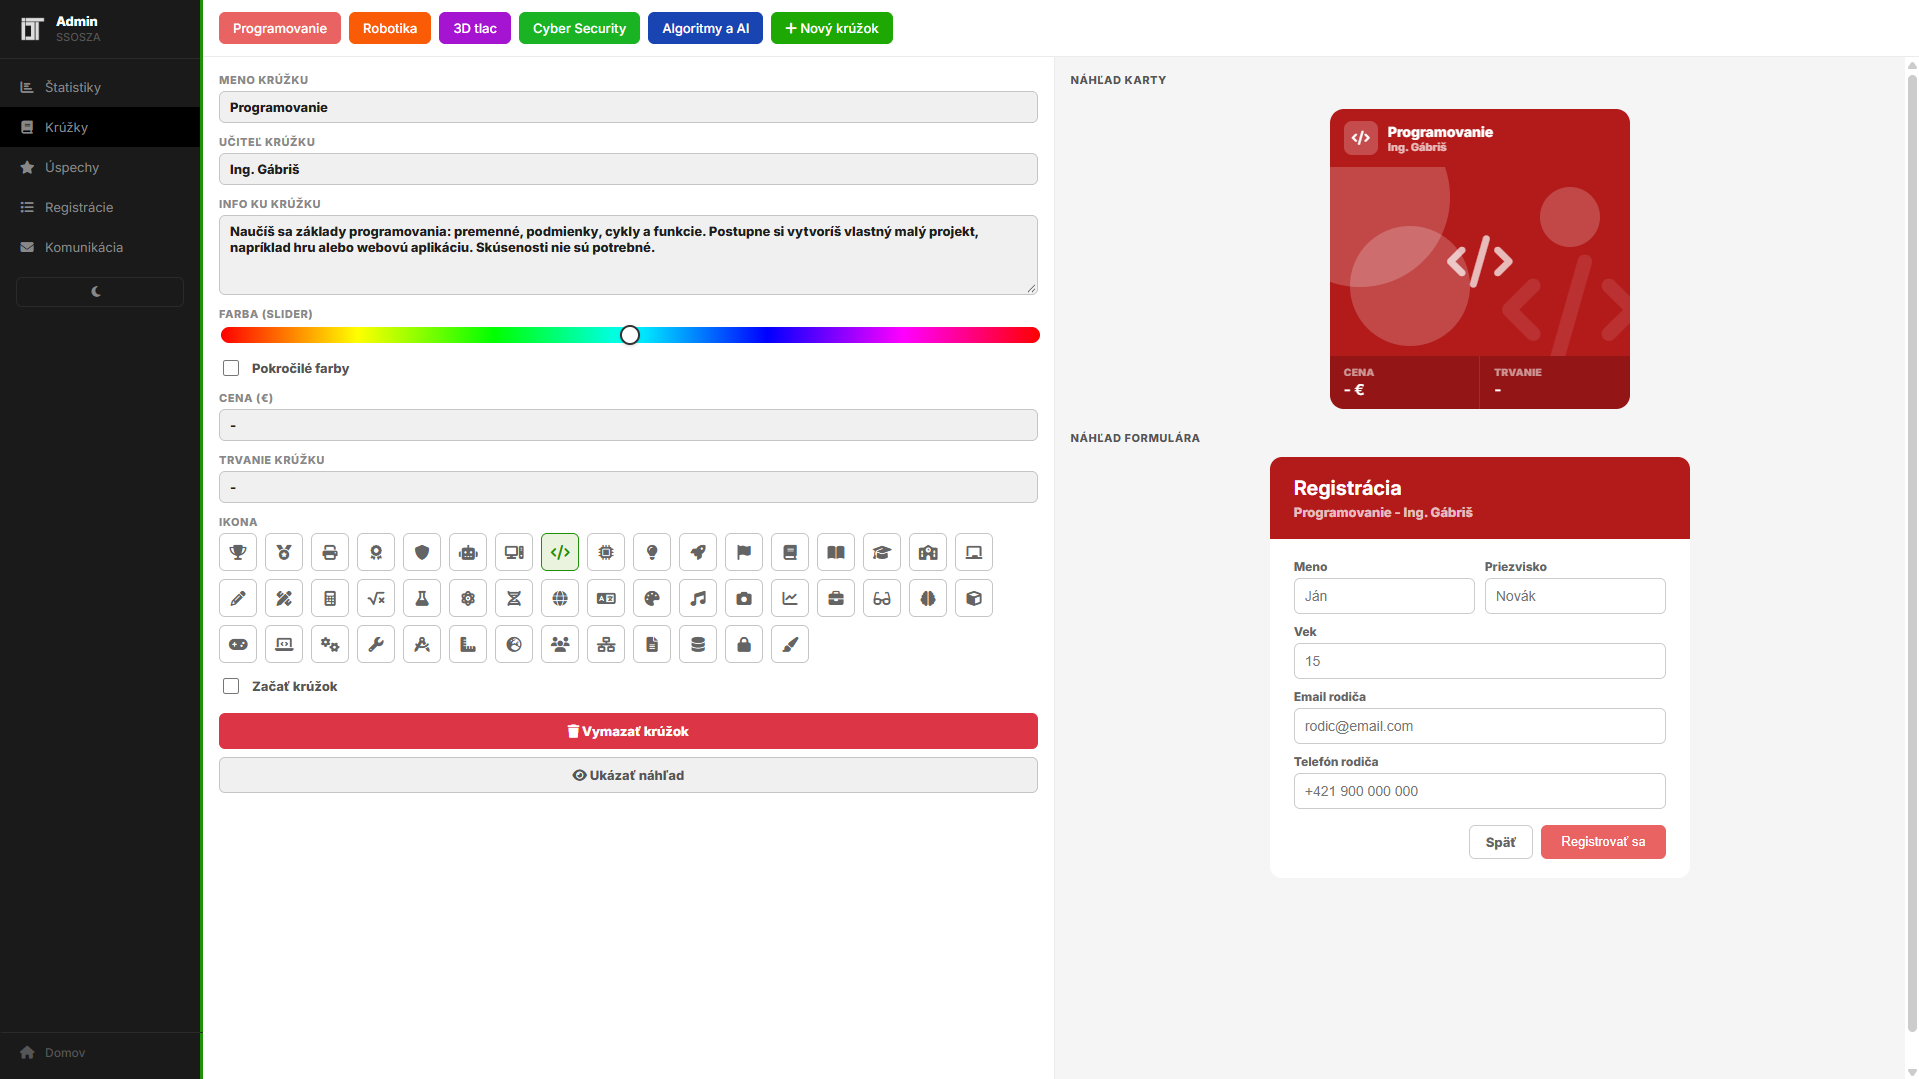 Admin
SSOSZA
Štatistiky
Krúžky
Úspechy
Registrácie
Komunikácia
Domov
Programovanie
Robotika
3D tlac
Cyber Security
Algoritmy a AI
+ Nový krúžok
MENO KRÚŽKU
Programovanie
UČITEĽ KRÚŽKU
Ing. Gábriš
INFO KU KRÚŽKU
Naučíš sa základy programovania: premenné, podmienky, cykly a funkcie. Postupne si vytvoríš vlastný malý projekt,
napríklad hru alebo webovú aplikáciu. Skúsenosti nie sú potrebné.
FARBA (SLIDER)
Pokročilé farby
CENA (€)
-
TRVANIE KRÚŽKU
-
IKONA
Začať krúžok
Vymazať krúžok
Ukázať náhľad
NÁHĽAD KARTY
Programovanie
Ing. Gábriš
CENA
- €
TRVANIE
-
NÁHĽAD FORMULÁRA
Registrácia
Programovanie - Ing. Gábriš
Meno
Priezvisko
Ján
Novák
Vek
15
Email rodiča
rodic@email.com
Telefón rodiča
+421 900 000 000
Späť
Registrovať sa